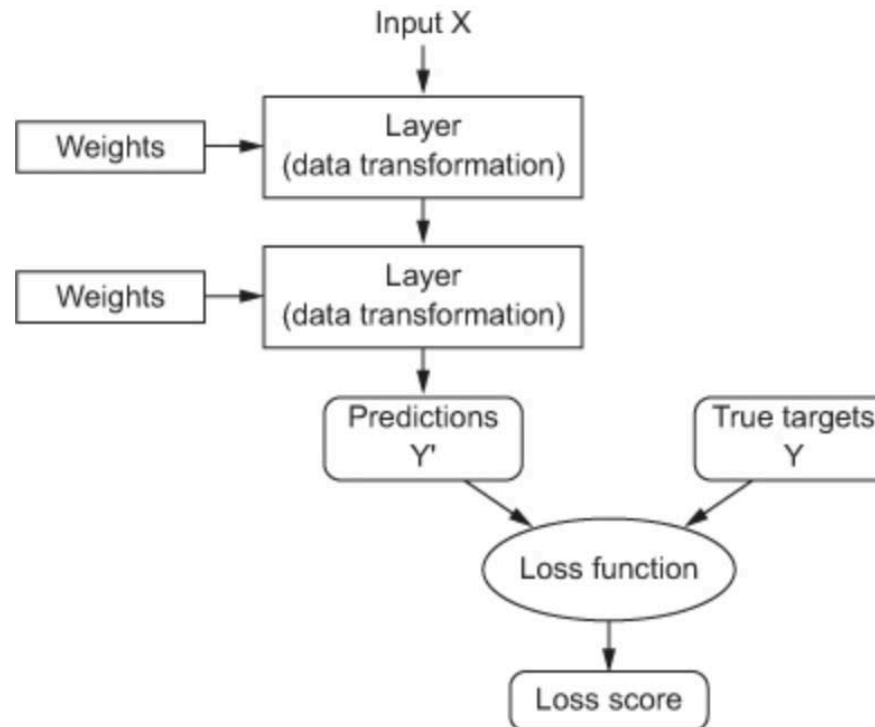 Input X
Weights
Layer
(data transformation)
Weights
Layer
(data transformation)
Predictions
Y'
True targets
Y
Loss function
Loss score